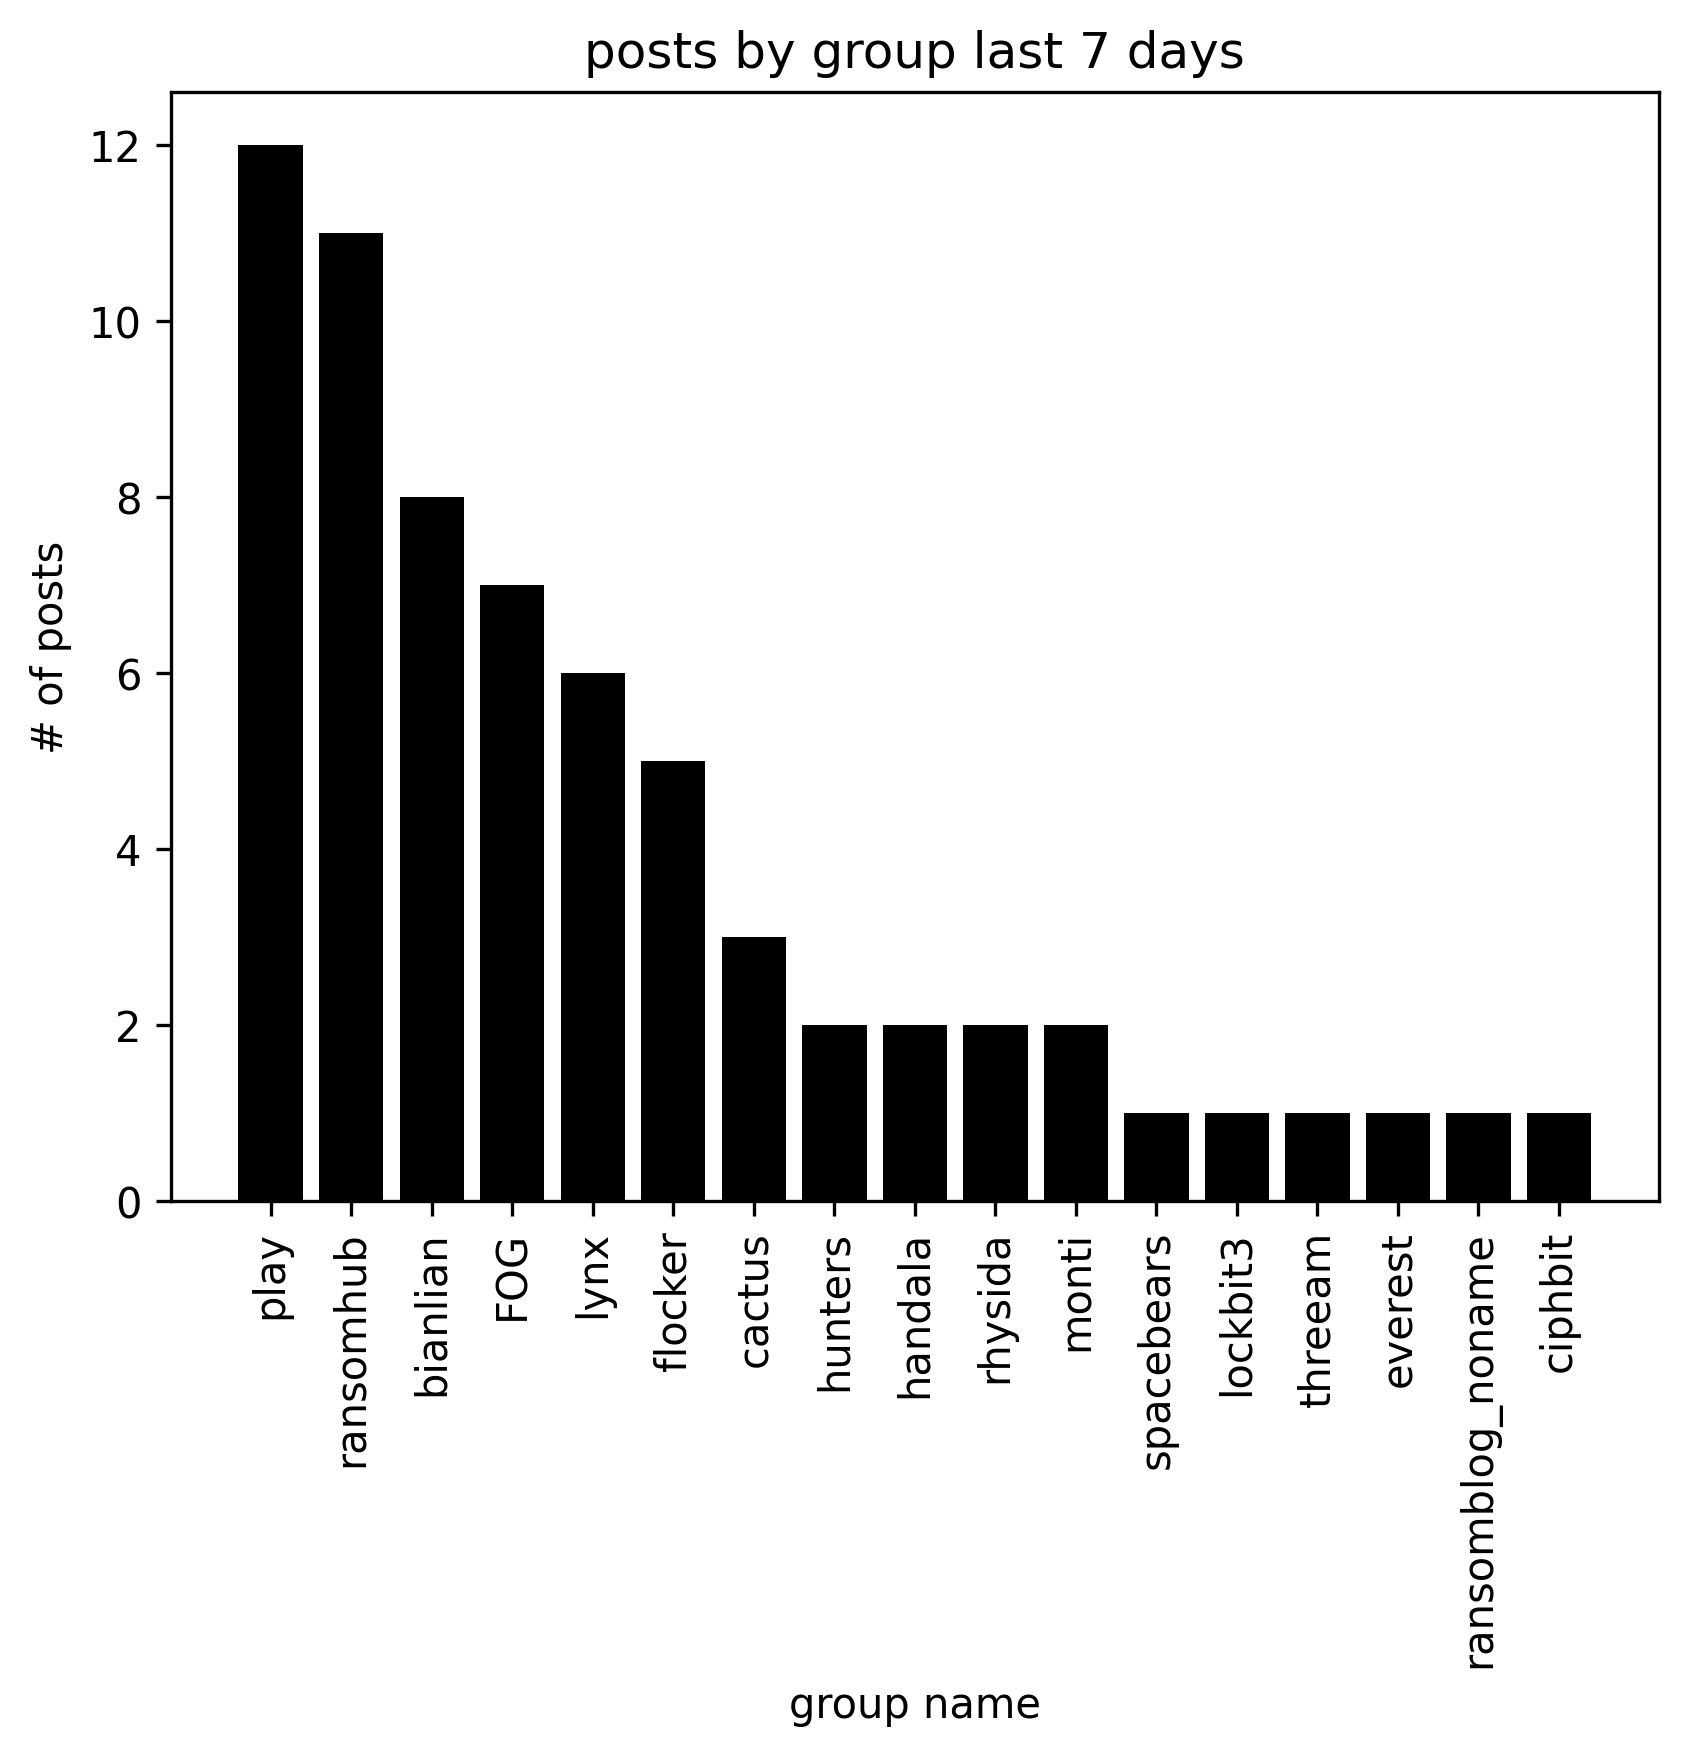 posts by group last 7 days
12
10
8
6
4
2
0
# of posts
play
ransomhub
bianlian
FOG
lynx
flocker
cactus
hunters
handala
rhysida
monti
spacebears
lockbit3
threeam
everest
ransomblog_noname
ciphbit
group name